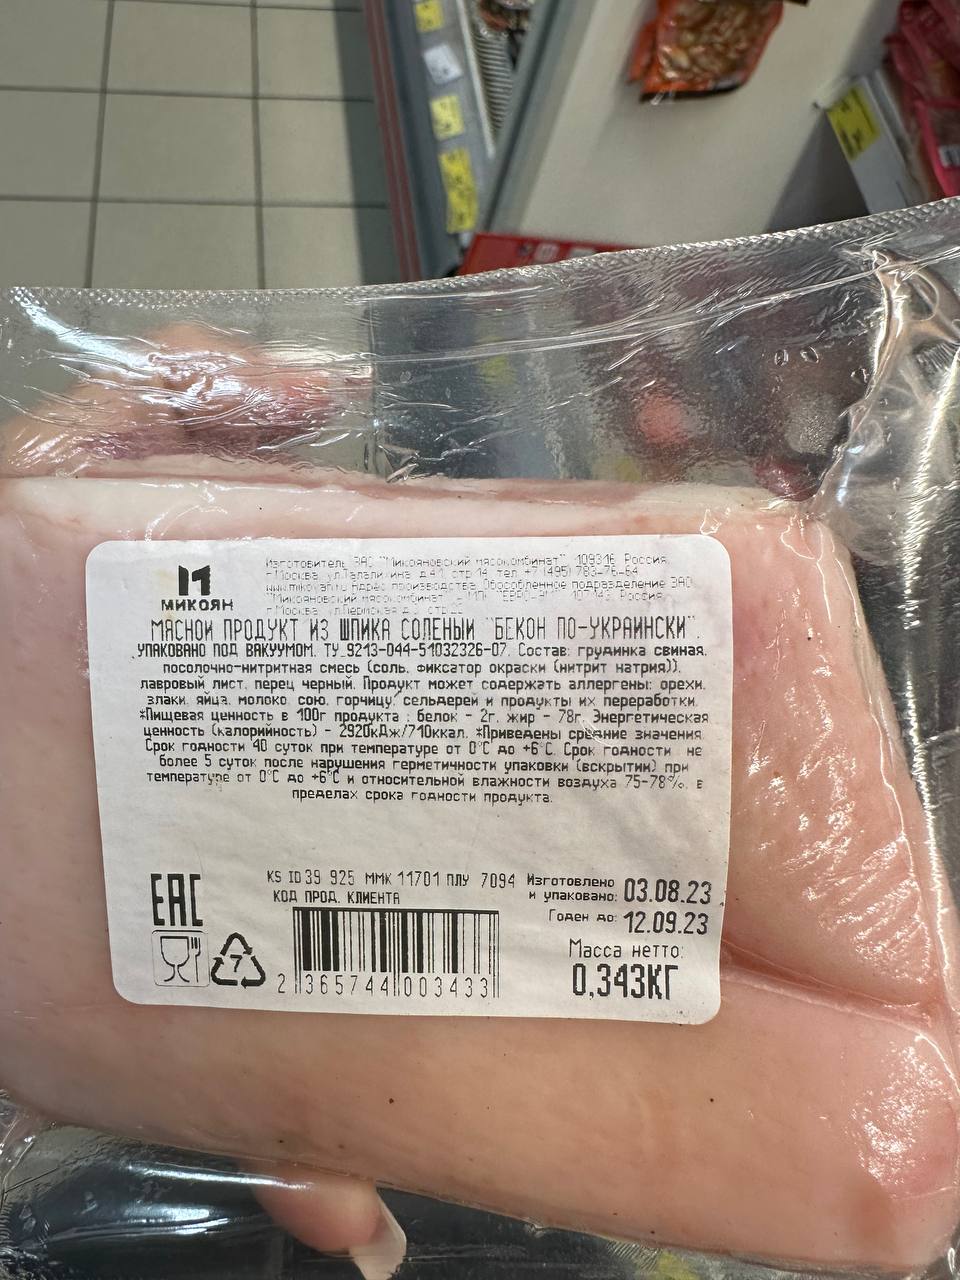 МИКОЯН
Изготовитель ЗАО "Микояновский мясокомбинат" 109316, Россия,
г.Москва, ул.Талалихина д.41, стр.14 тел +7 (495) 783-76-64
www.mikoyan.ru Адрес производства: Обособленное подразделение ЗАО
"Микояновский мясокомбинат" 107143, Россия,
г.Москва, ул.Пермская
МЯСНОЙ ПРОДУКТ ИЗ ШПИКА СОЛЕНЫЙ "БЕКОН ПО-УКРАИНСКИ".
УПАКОВАНО ПОД ВАКУУМОМ. ТУ 9213-044-51032326-07. Состав: грудинка свиная,
посолочно-нитритная смесь (соль, фиксатор окраски (нитрит натрия)),
лавровый лист, перец черный. Продукт может содержать аллергены: орехи,
злаки, яйца, молоко, сою, горчицу, сельдерей и продукты их переработки.
*Пищевая ценность в 100г продукта : белок - 2г, жир - 78г. Энергетическая
ценность (калорийность) - 2920кДж/710ккал. *Приведены средние значения
Срок годности 40 суток при температуре от 0°С до +6°С. Срок годности не
более 5 суток после нарушения герметичности упаковки (вскрытии) при
температуре от 0°С до +6°С и относительной влажности воздуха 75-78%, в
пределах срока годности продукта.
KS ID 39 925 ММК 11701 ПЛУ 7094
КОД ПРОД. КЛИЕНТА
Изготовлено
и упаковано: 03.08.23
Годен до: 12.09.23
Масса нетто:
0,343КГ
EAC
7
2 365744 003433